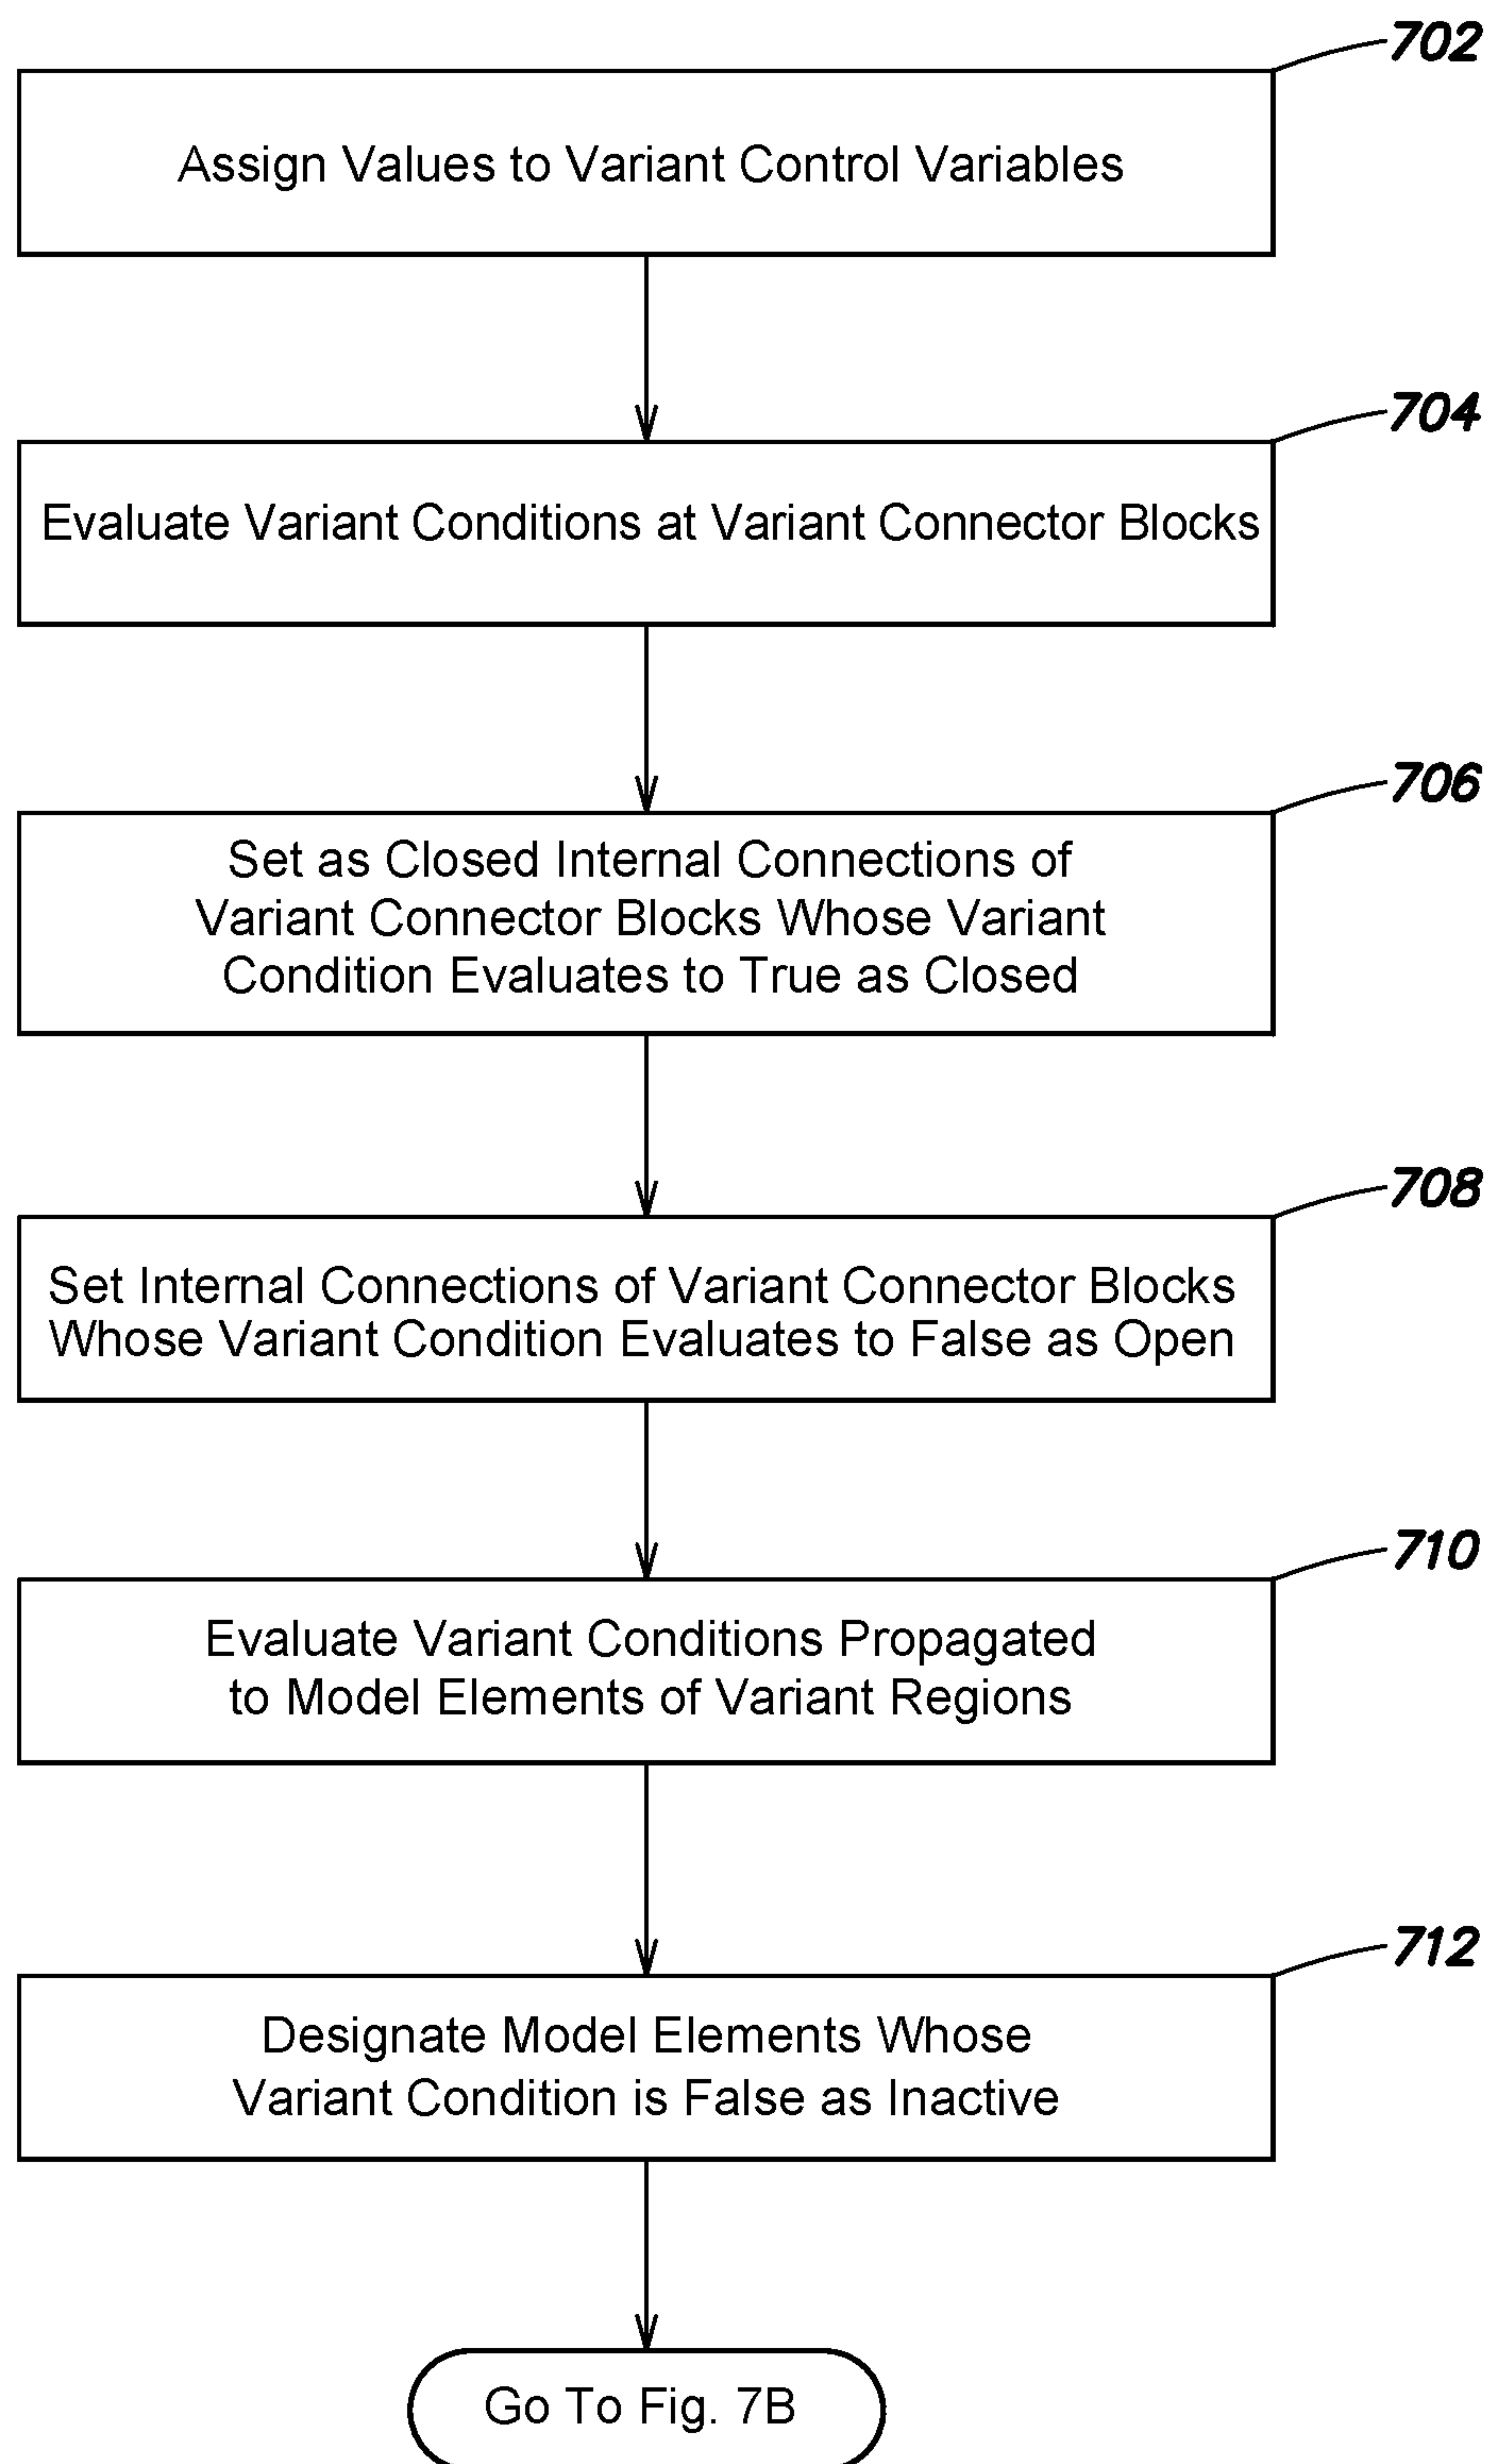 702
Assign Values to Variant Control Variables
704
Evaluate Variant Conditions at Variant Connector Blocks
706
Set as Closed Internal Connections of
Variant Connector Blocks Whose Variant
Condition Evaluates to True as Closed
708
Set Internal Connections of Variant Connector Blocks
Whose Variant Condition Evaluates to False as Open
710
Evaluate Variant Conditions Propagated
to Model Elements of Variant Regions
712
Designate Model Elements Whose
Variant Condition is False as Inactive
Go To Fig. 7B